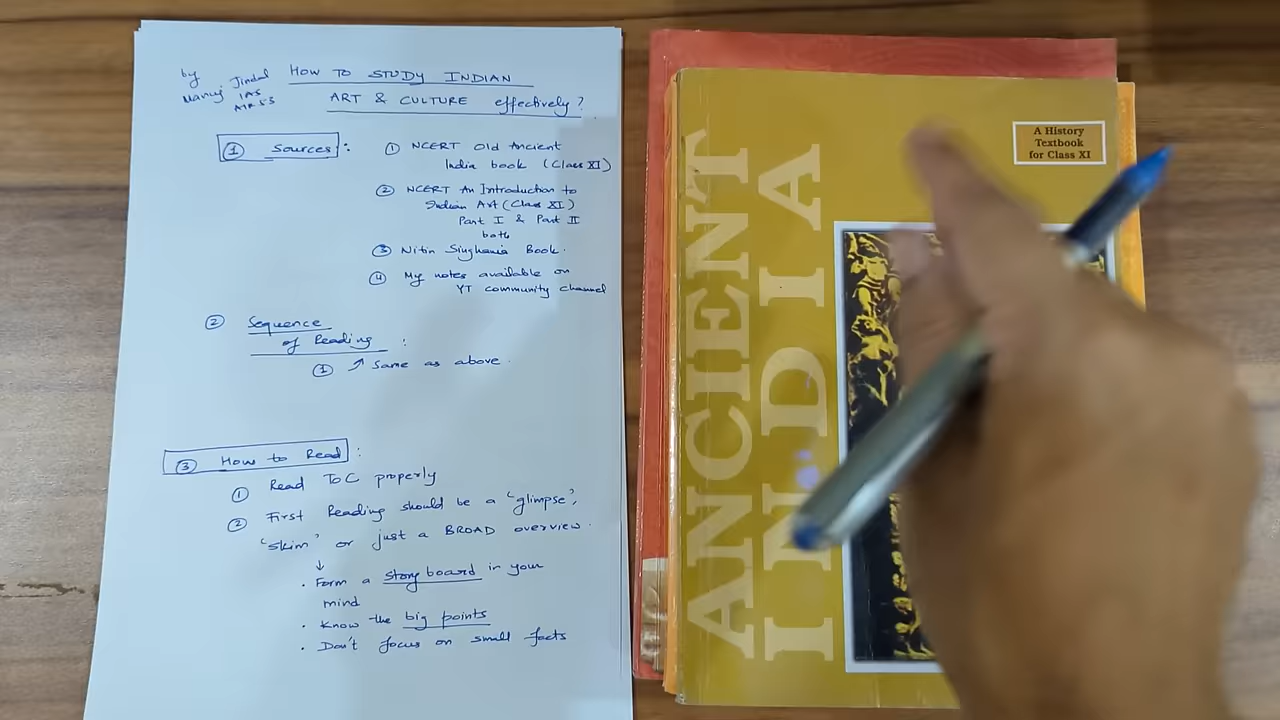 by
Manuj Jindal
IAS
AIR 53
HOW TO STUDY INDIAN
ART & CULTURE effectively?
① Sources :
① NCERT Old Ancient
India book (Class XI)
② NCERT An Introduction to
Indian Art (Class XI)
Part I & Part II
both
③ Nitin Singhania Book.
④ My notes available on
YT community channel
② Sequence
of Reading :
① ↗ Same as above.
③ How to Read :
① Read ToC properly
② First Reading should be a 'glimpse',
'skim' or just a BROAD overview.
↓
• Form a story board in your
mind
• Know the big points
• Don't focus on small facts
ANCIENT
INDIA
A History
Textbook
for Class XI